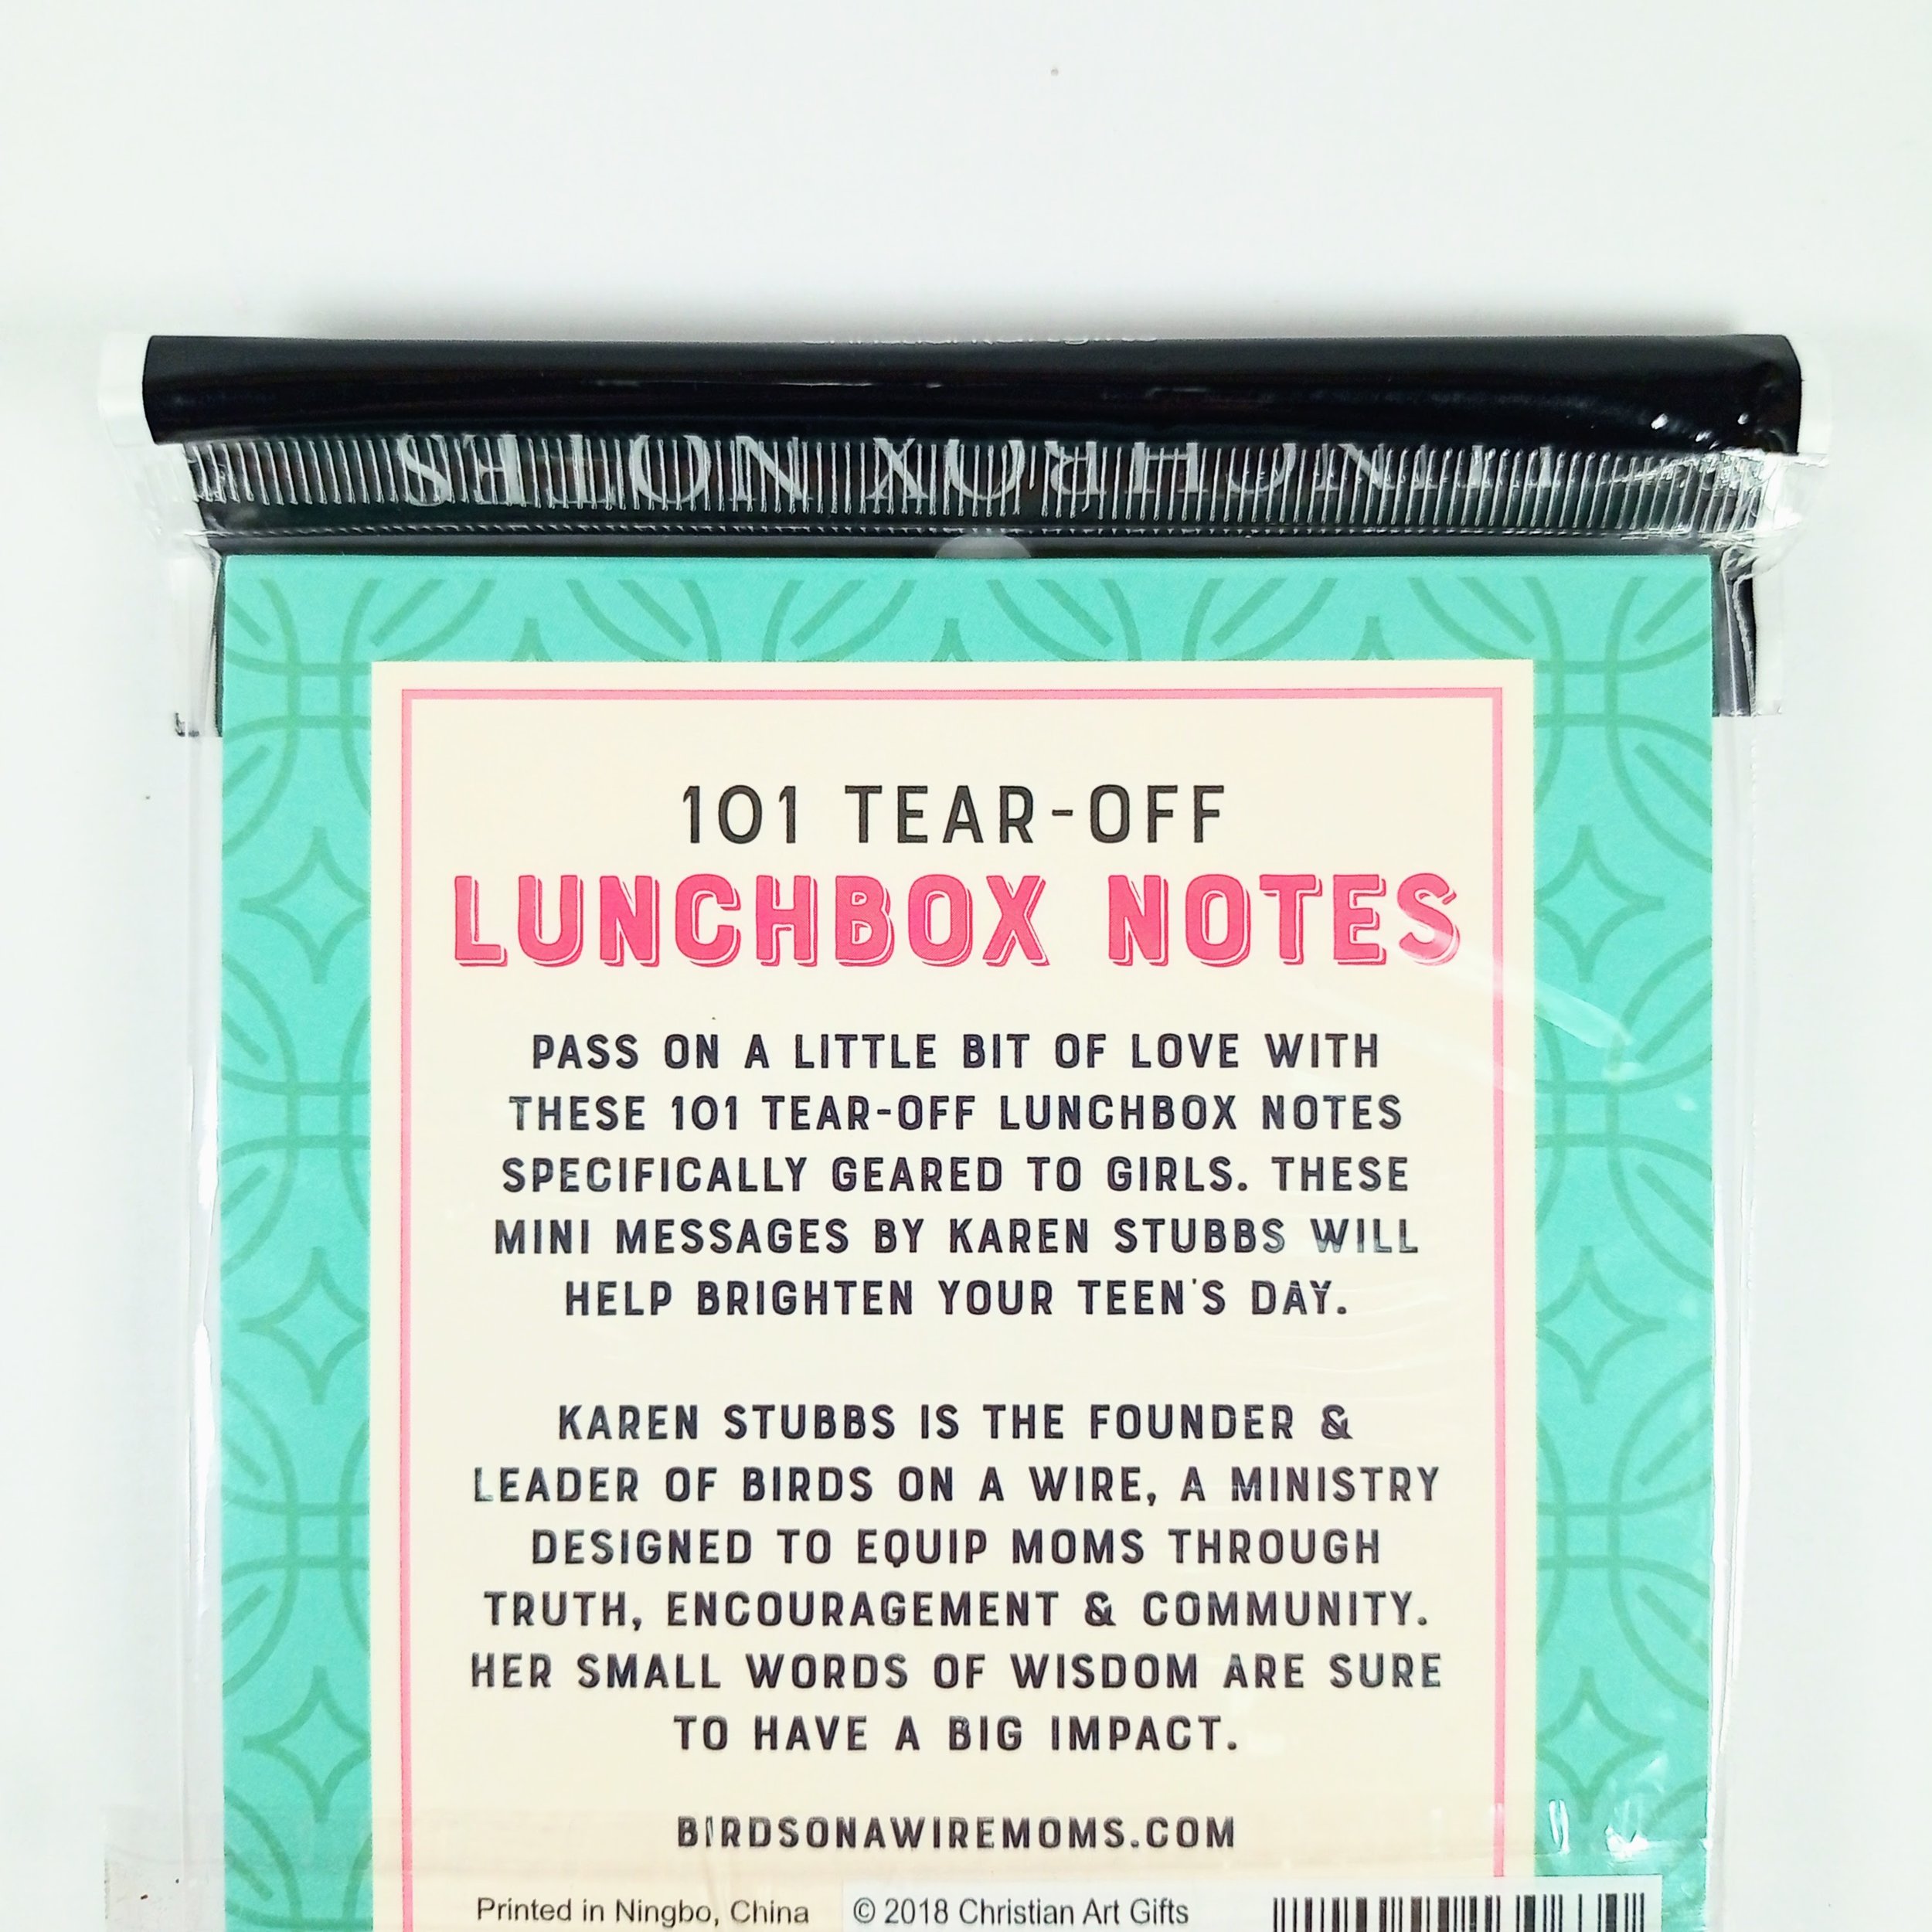 LUNCHBOX NOTES
101 TEAR-OFF
LUNCHBOX NOTES
PASS ON A LITTLE BIT OF LOVE WITH
THESE 101 TEAR-OFF LUNCHBOX NOTES
SPECIFICALLY GEARED TO GIRLS. THESE
MINI MESSAGES BY KAREN STUBBS WILL
HELP BRIGHTEN YOUR TEEN'S DAY.
KAREN STUBBS IS THE FOUNDER &
LEADER OF BIRDS ON A WIRE, A MINISTRY
DESIGNED TO EQUIP MOMS THROUGH
TRUTH, ENCOURAGEMENT & COMMUNITY.
HER SMALL WORDS OF WISDOM ARE SURE
TO HAVE A BIG IMPACT.
BIRDSONAWIREMOMS.COM
Printed in Ningbo, China © 2018 Christian Art Gifts